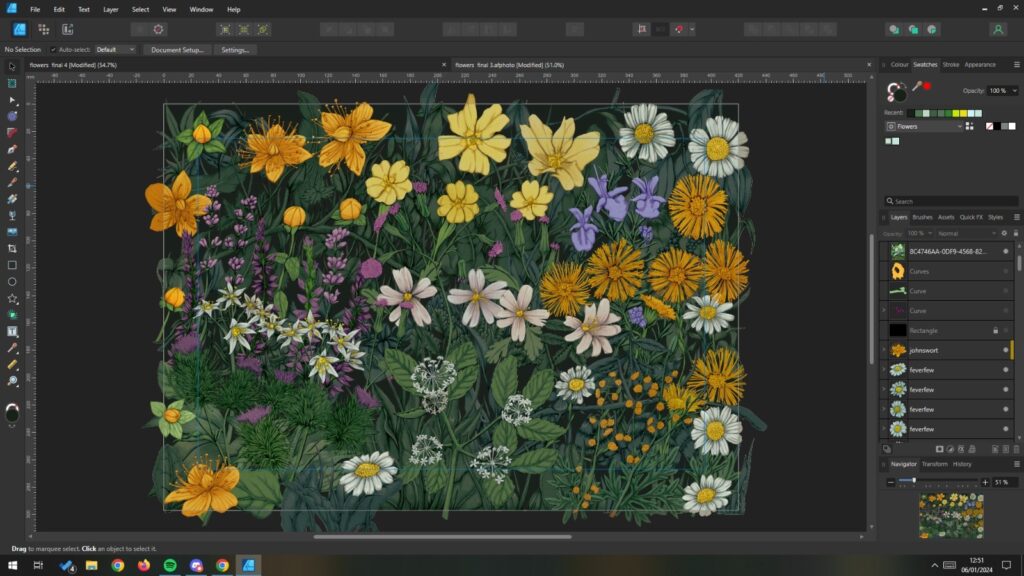 File Edit Text Layer Select View Window Help
No Selection Auto-select: Default Document Setup... Settings...
flowers final 4 [Modified] (54.7%)
flowers final 3.afphoto [Modified] (51.0%)
Colour Swatches Stroke Appearance
Opacity: 100 %
Recent:
Flowers
Search
Layers Brushes Assets Quick FX Styles
Opacity: 100 % Normal
8C4746AA-0DF9-4568-82...
Curves
Curve
Curve
Rectangle
johnswort
feverfew
feverfew
feverfew
feverfew
Navigator Transform History
51 %
Drag to marquee select. Click an object to select it.
12:51
06/01/2024